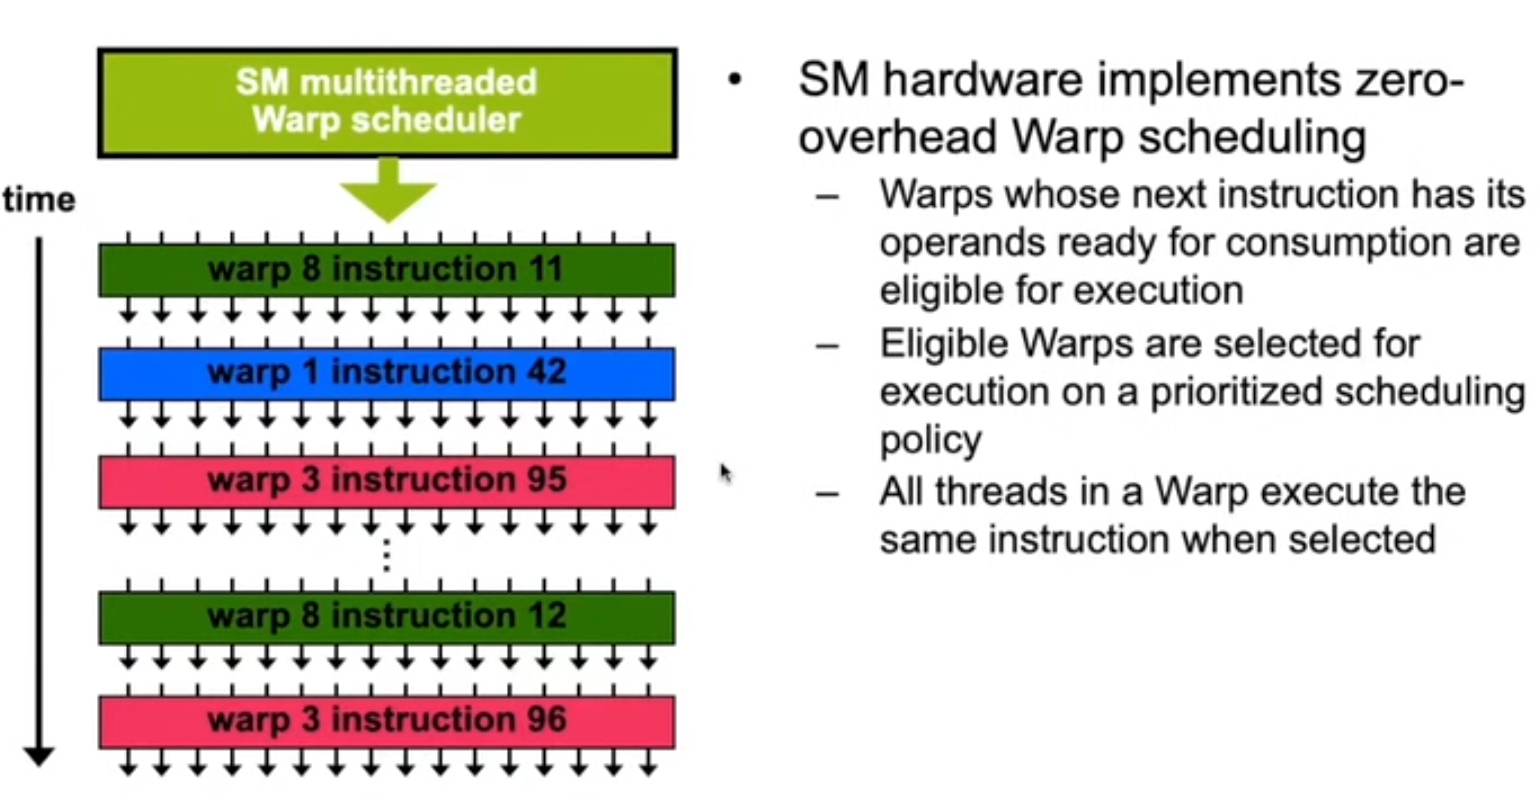 SM multithreaded
Warp scheduler
time
warp 8 instruction 11
warp 1 instruction 42
warp 3 instruction 95
warp 8 instruction 12
warp 3 instruction 96
• SM hardware implements zero-
overhead Warp scheduling
– Warps whose next instruction has its
operands ready for consumption are
eligible for execution
– Eligible Warps are selected for
execution on a prioritized scheduling
policy
– All threads in a Warp execute the
same instruction when selected